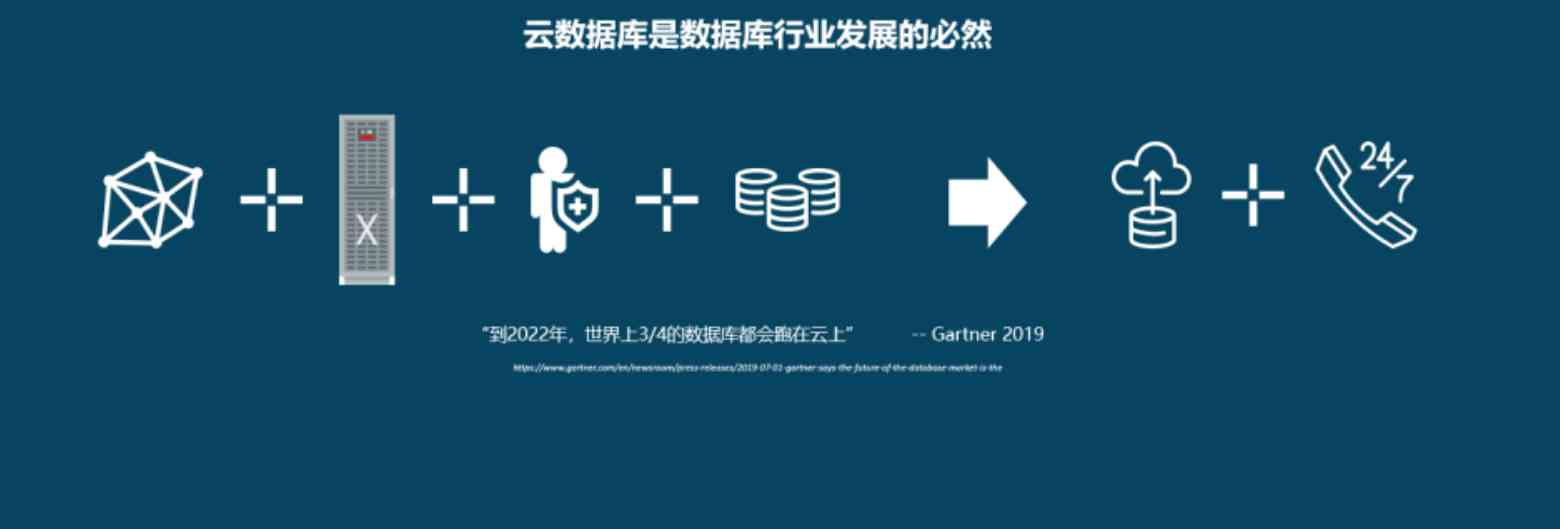 云数据库是数据库行业发展的必然
X
24/7
“到2022年，世界上3/4的数据库都会跑在云上” -- Gartner 2019
https://www.gartner.com/en/newsroom/press-releases/2019-07-01-gartner-says-the-future-of-the-database-market-is-the